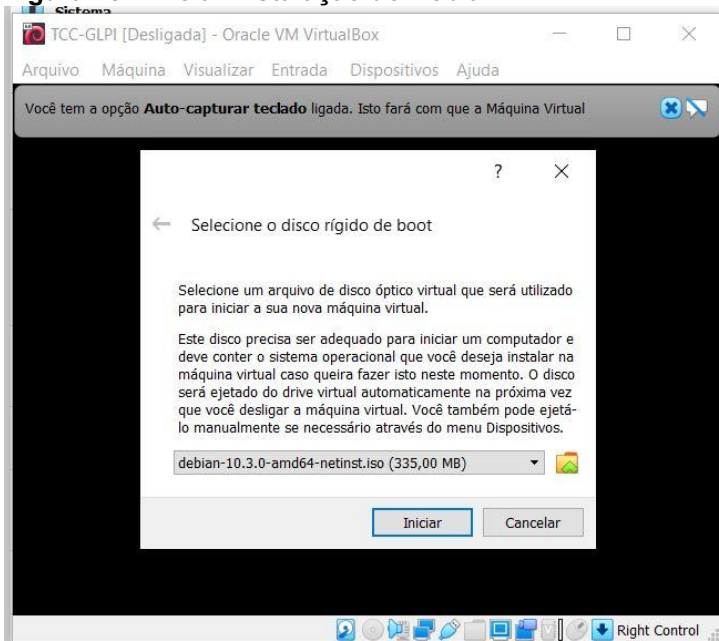 Sistema
TCC-GLPI [Desligada] - Oracle VM VirtualBox
Arquivo Máquina Visualizar Entrada Dispositivos Ajuda
Você tem a opção Auto-capturar teclado ligada. Isto fará com que a Máquina Virtual
?
Selecione o disco rígido de boot
Selecione um arquivo de disco óptico virtual que será utilizado
para iniciar a sua nova máquina virtual.
Este disco precisa ser adequado para iniciar um computador e
deve conter o sistema operacional que você deseja instalar na
máquina virtual caso queira fazer isto neste momento. O disco
será ejetado do drive virtual automaticamente na próxima vez
que você desligar a máquina virtual. Você também pode ejetá-
lo manualmente se necessário através do menu Dispositivos.
debian-10.3.0-amd64-netinst.iso (335,00 MB)
Iniciar Cancelar
Right Control